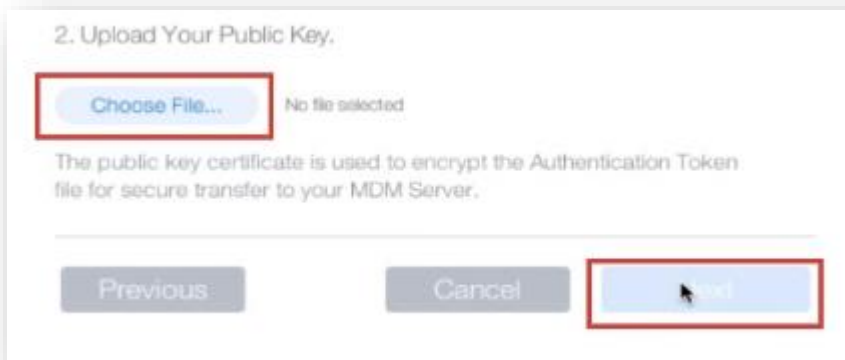 2. Upload Your Public Key.
Choose File... No file selected
The public key certificate is used to encrypt the Authentication Token
file for secure transfer to your MDM Server.
Previous Cancel Next